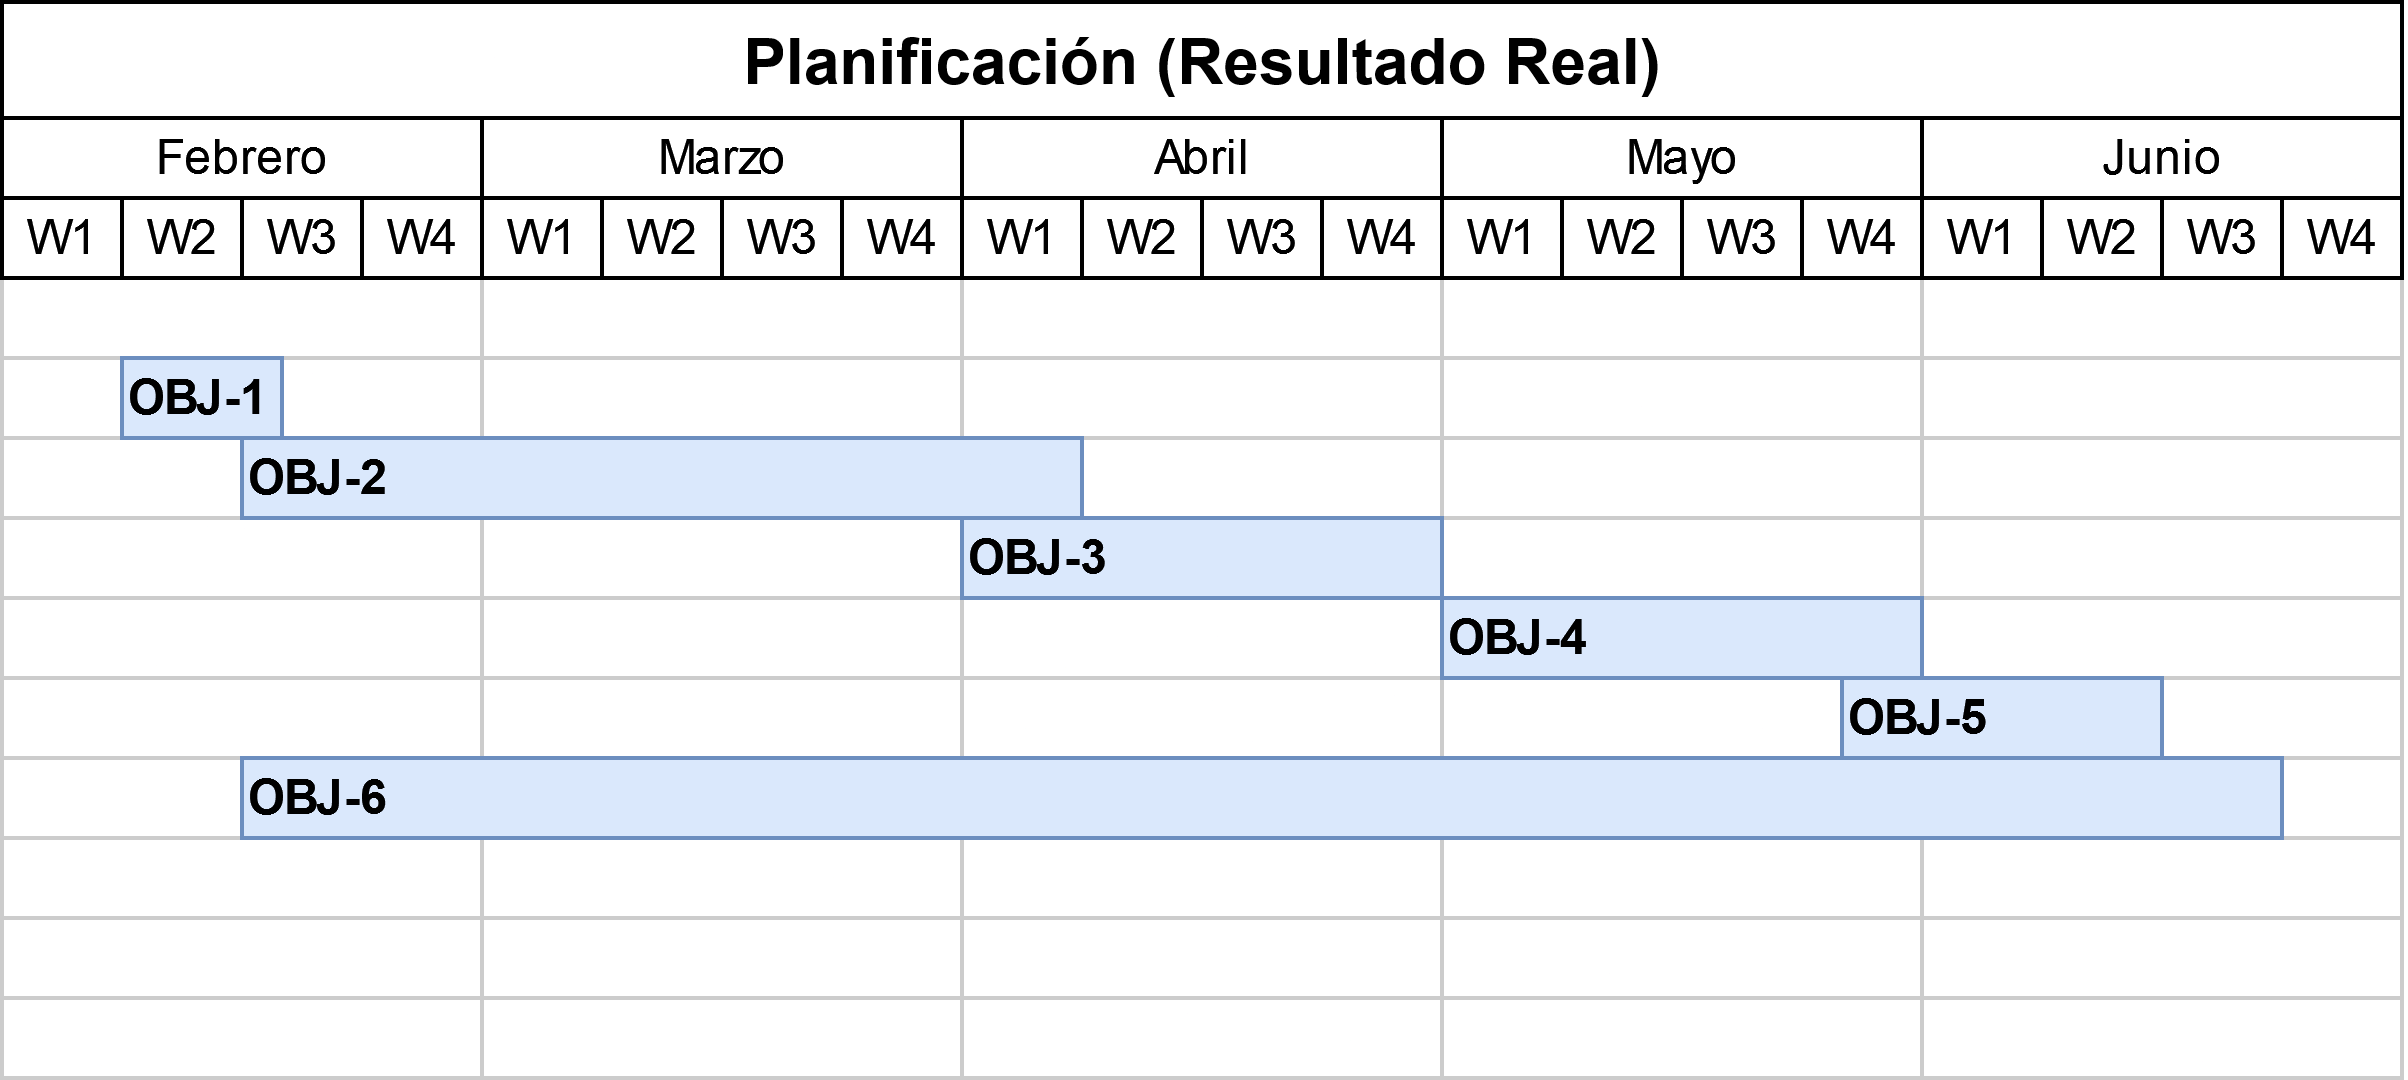 Planificación (Resultado Real)
Febrero Marzo Abril Mayo Junio
W1 W2 W3 W4 W1 W2 W3 W4 W1 W2 W3 W4 W1 W2 W3 W4 W1 W2 W3 W4
OBJ-1
OBJ-2
OBJ-3
OBJ-4
OBJ-5
OBJ-6